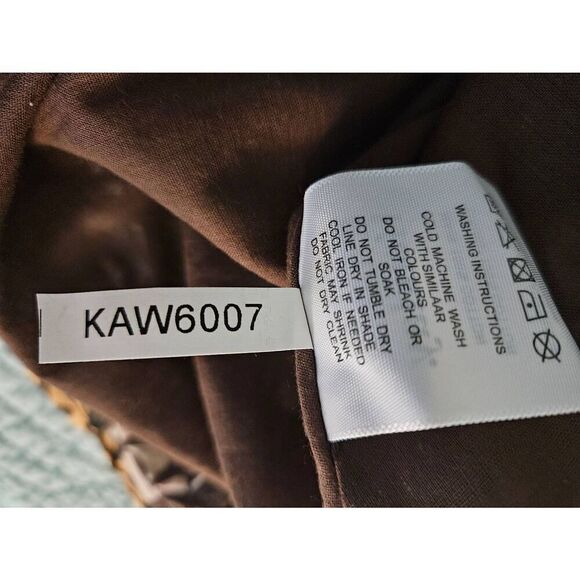 KAW6007
WASHING INSTRUCTIONS
COLD MACHINE WASH
WITH SIMILAAR
COLOURS
DO NOT BLEACH OR
SOAK
DO NOT TUMBLE DRY
LINE DRY IN SHADE
COOL IRON IF NEEDED
FABRIC MAY SHRINK
DO NOT DRY CLEAN